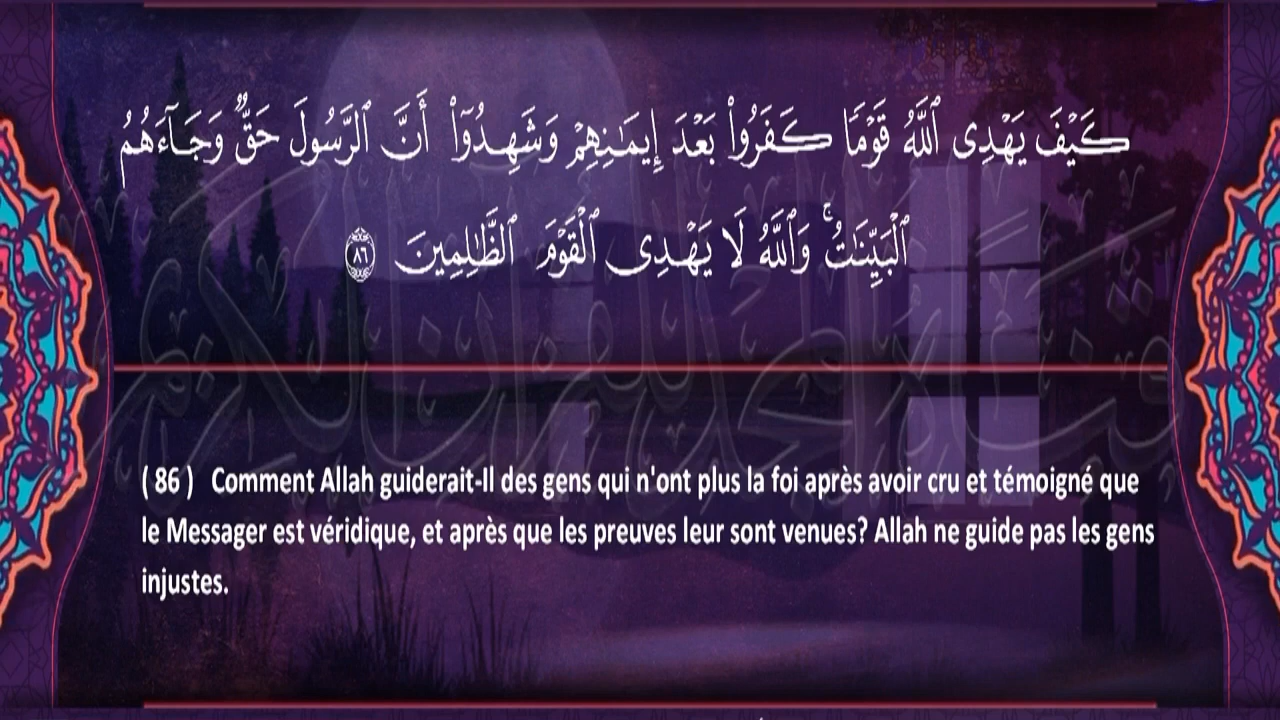 كَيْفَ يَهْدِى ٱللَّهُ قَوْمًا كَفَرُوا۟ بَعْدَ إِيمَـٰنِهِمْ وَشَهِدُوٓا۟ أَنَّ ٱلرَّسُولَ حَقٌّ وَجَآءَهُمُ
ٱلْبَيِّنَـٰتُ ۚ وَٱللَّهُ لَا يَهْدِى ٱلْقَوْمَ ٱلظَّـٰلِمِينَ ٨٦
( 86 ) Comment Allah guiderait-Il des gens qui n'ont plus la foi après avoir cru et témoigné que
le Messager est véridique, et après que les preuves leur sont venues? Allah ne guide pas les gens
injustes.